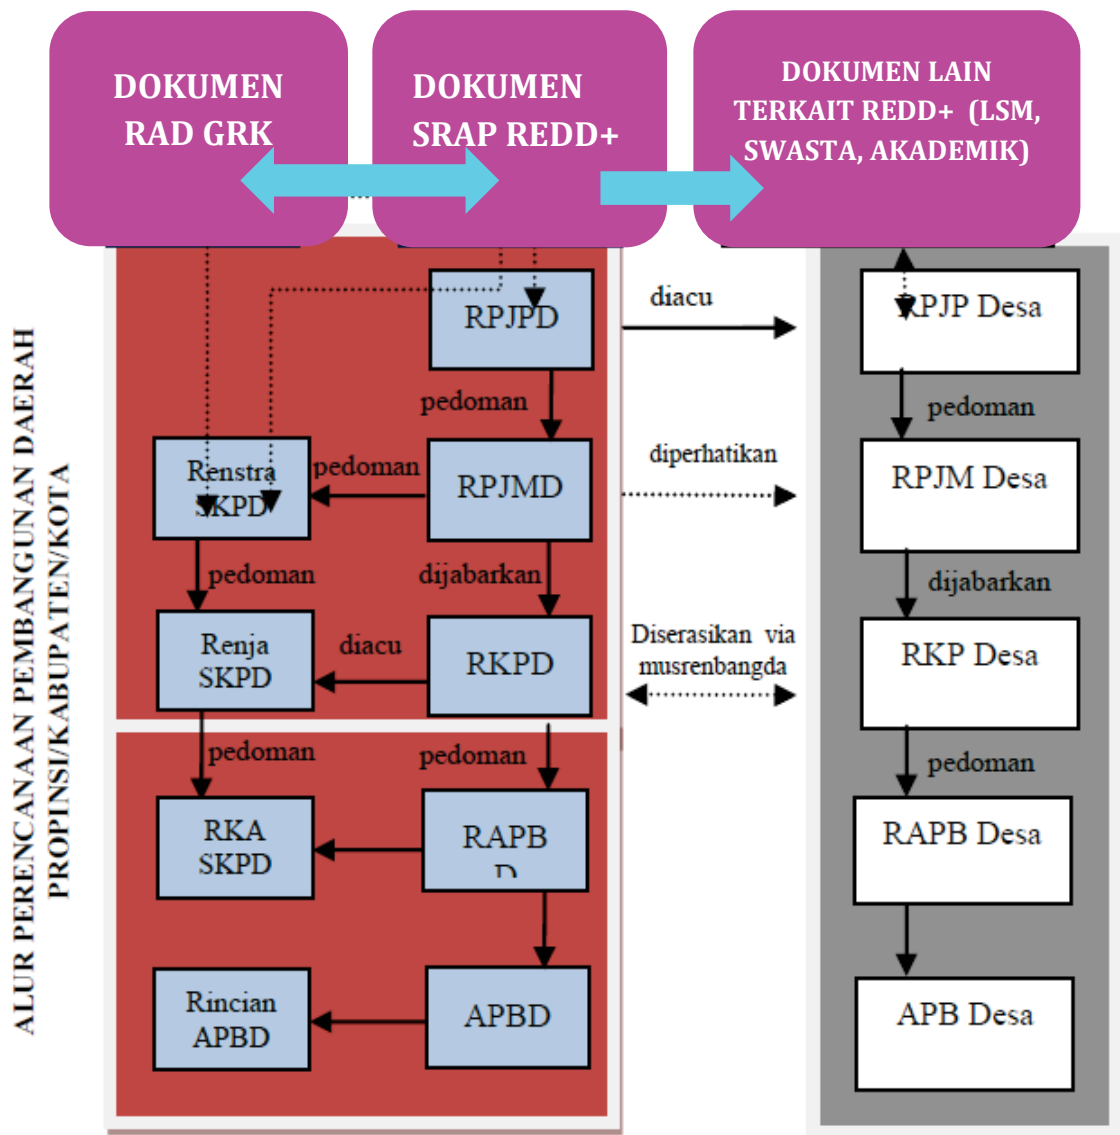 DOKUMEN
RAD GRK
DOKUMEN
SRAP REDD+
DOKUMEN LAIN
TERKAIT REDD+ (LSM,
SWASTA, AKADEMIK)
ALUR PERENCANAAN PEMBANGUNAN DAERAH
PROPINSI/KABUPATEN/KOTA
RPJPD
diacu
RPJP Desa
pedoman
pedoman
Renstra
SKPD
pedoman
RPJMD
diperhatikan
RPJM Desa
pedoman
dijabarkan
dijabarkan
Renja
SKPD
diacu
RKPD
Diserasikan via
musrenbangda
RKP Desa
pedoman
pedoman
pedoman
RKA
SKPD
RAPB
D
RAPB Desa
Rincian
APBD
APBD
APB Desa